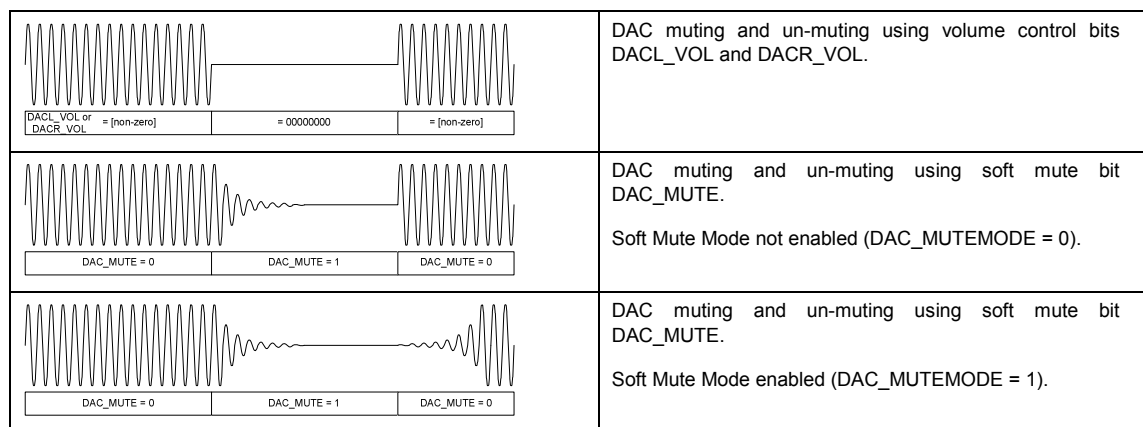 DAC muting and un-muting using volume control bits
DACL_VOL and DACR_VOL.
DACL_VOL or
DACR_VOL
= [non-zero]
= 00000000
= [non-zero]
DAC muting and un-muting using soft mute bit
DAC_MUTE.
Soft Mute Mode not enabled (DAC_MUTEMODE = 0).
DAC_MUTE = 0
DAC_MUTE = 1
DAC_MUTE = 0
DAC muting and un-muting using soft mute bit
DAC_MUTE.
Soft Mute Mode enabled (DAC_MUTEMODE = 1).
DAC_MUTE = 0
DAC_MUTE = 1
DAC_MUTE = 0